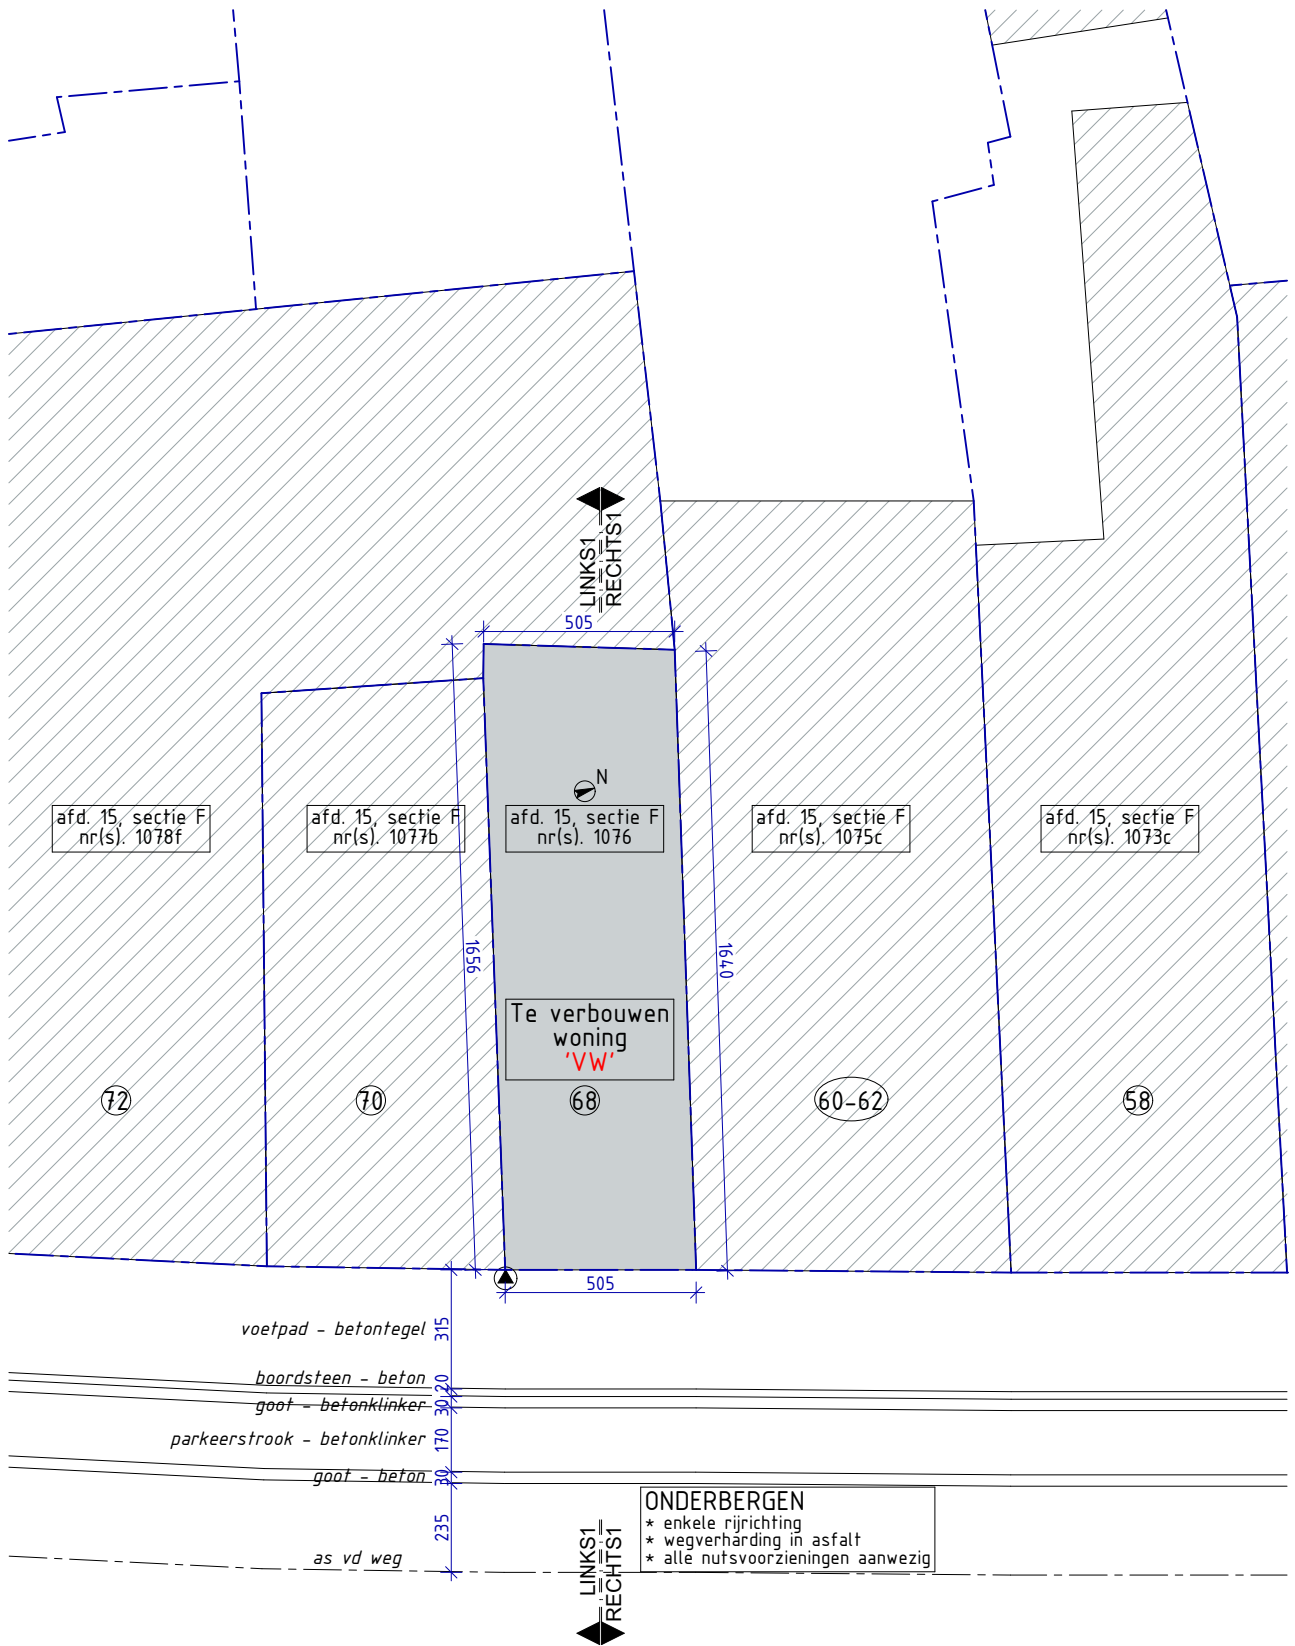 LINKS1
RECHTS1
505
N
afd. 15, sectie F
nr(s). 1078f
afd. 15, sectie F
nr(s). 1077b
afd. 15, sectie F
nr(s). 1076
afd. 15, sectie F
nr(s). 1075c
afd. 15, sectie F
nr(s). 1073c
1656
1640
Te verbouwen
woning
'VW'
72
70
68
60-62
58
505
voetpad - betontegel 315
boordsteen - beton 20
goot - betonklinker 30
parkeerstrook - betonklinker 170
goot - beton 30
235
as vd weg
ONDERBERGEN
* enkele rijrichting
* wegverharding in asfalt
* alle nutsvoorzieningen aanwezig
LINKS1
RECHTS1